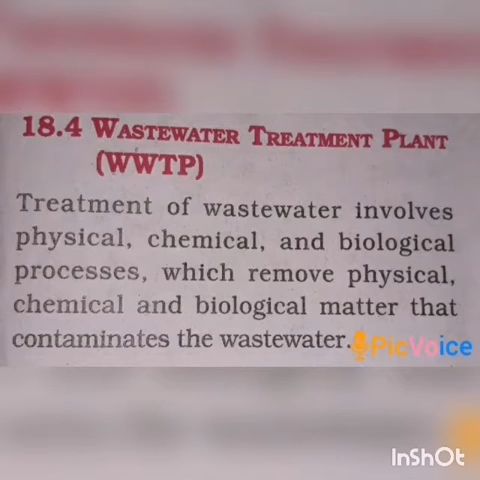 18.4 WASTEWATER TREATMENT PLANT
(WWTP)
Treatment of wastewater involves
physical, chemical, and biological
processes, which remove physical,
chemical and biological matter that
contaminates the wastewater.
PicVoice
InShOt